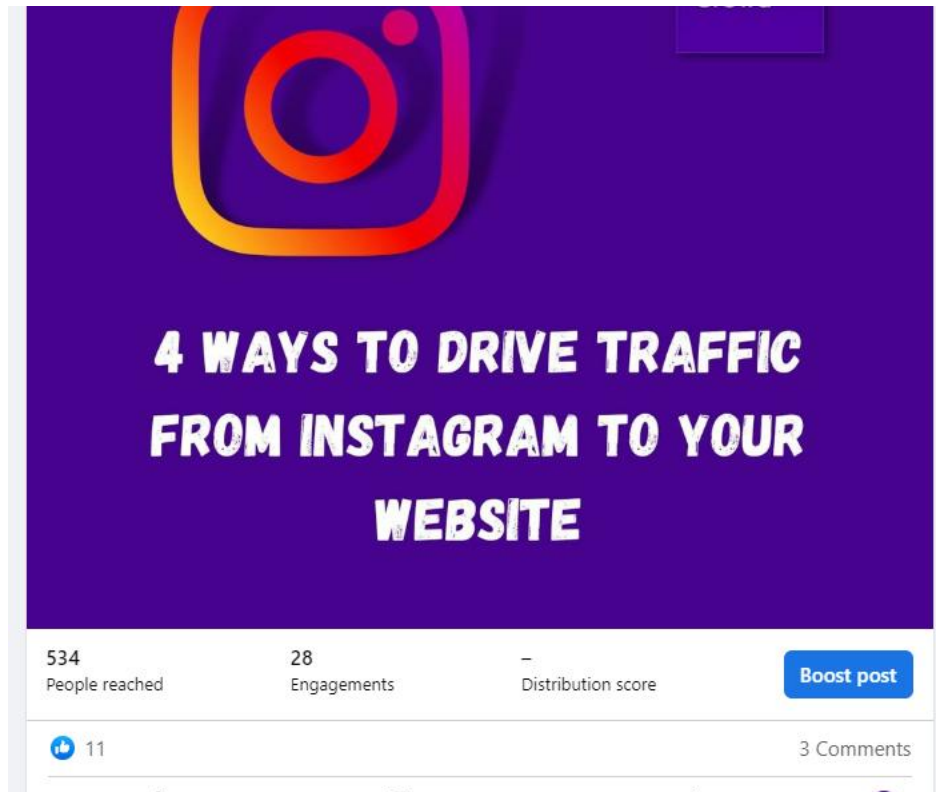 4 WAYS TO DRIVE TRAFFIC
FROM INSTAGRAM TO YOUR
WEBSITE
534
People reached
28
Engagements
–
Distribution score
Boost post
11
3 Comments